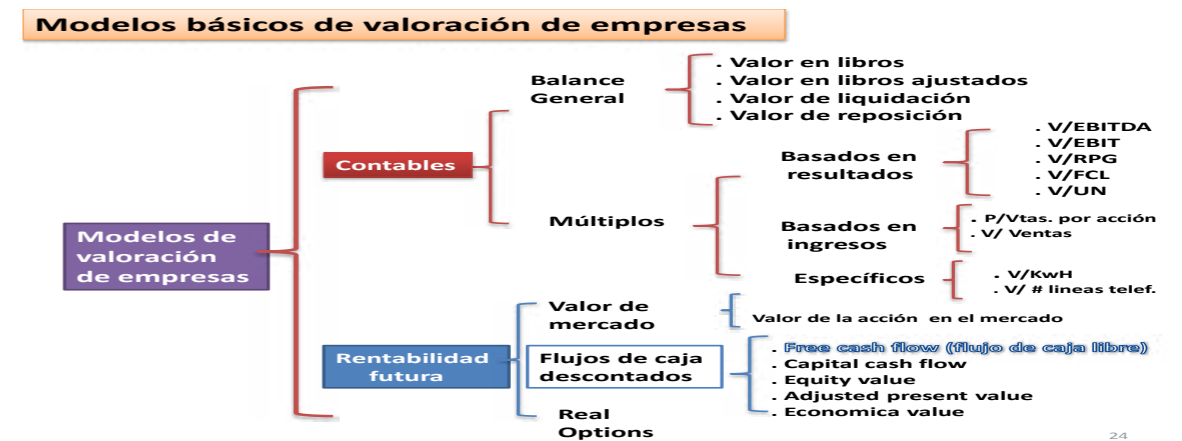 Modelos básicos de valoración de empresas
Balance
General
. Valor en libros
. Valor en libros ajustados
. Valor de liquidación
. Valor de reposición
Contables
Múltiplos
Basados en
resultados
. V/EBITDA
. V/EBIT
. V/RPG
. V/FCL
. V/UN
Basados en
ingresos
. P/Vtas. por acción
. V/ Ventas
Específicos
. V/KwH
. V/ # lineas telef.
Modelos de
valoración
de empresas
Rentabilidad
futura
Valor de
mercado
Valor de la acción en el mercado
Flujos de caja
descontados
. Free cash flow (flujo de caja libre)
. Capital cash flow
. Equity value
. Adjusted present value
. Economica value
Real
Options
24